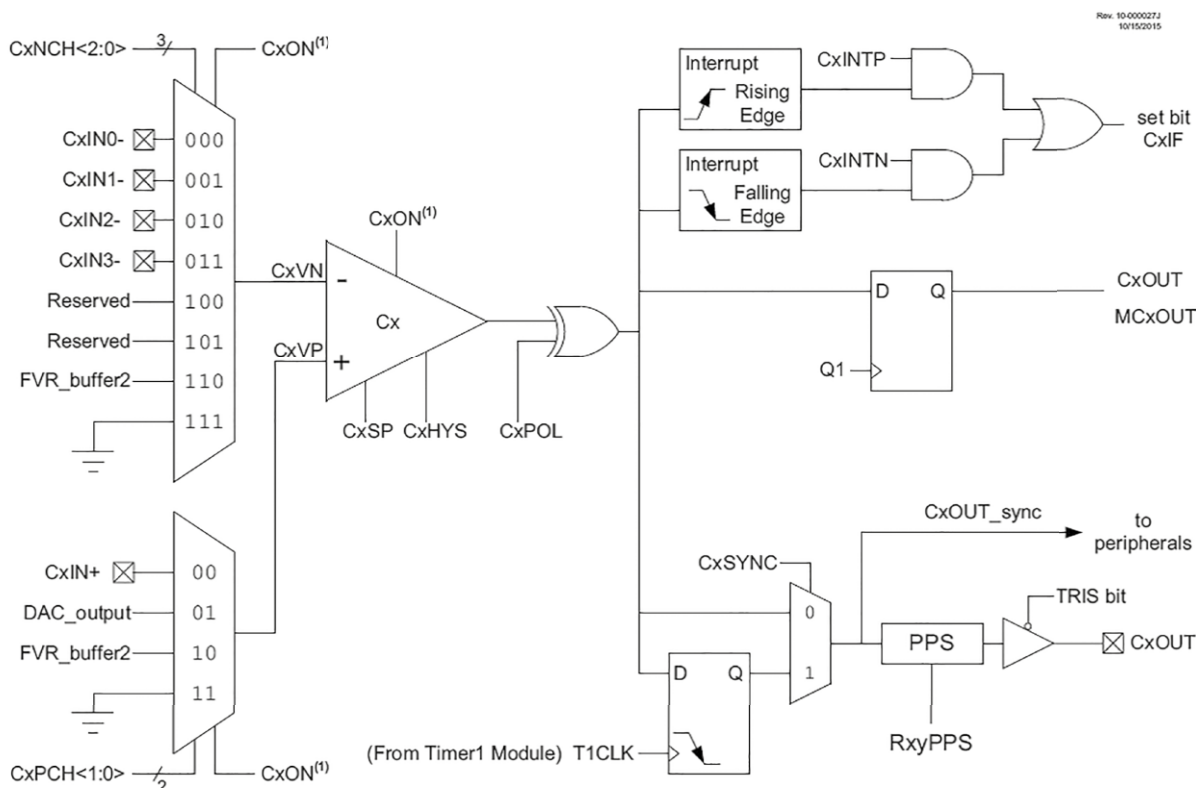 Rev. 10-000027J
10/15/2015
CxNCH<2:0>
3
CxON(1)
CxIN0-
000
CxIN1-
001
CxIN2-
010
CxIN3-
011
Reserved
100
Reserved
101
FVR_buffer2
110
111
CxVN
CxVP
CxON(1)
-
Cx
+
CxSP
CxHYS
CxPOL
Interrupt
Rising
Edge
CxINTP
Interrupt
Falling
Edge
CxINTN
set bit
CxIF
D
Q
Q1
CxOUT
MCxOUT
CxIN+
00
DAC_output
01
FVR_buffer2
10
11
CxPCH<1:0>
2
CxON(1)
CxOUT_sync
to
peripherals
CxSYNC
0
1
D
Q
(From Timer1 Module) T1CLK
PPS
RxyPPS
TRIS bit
CxOUT